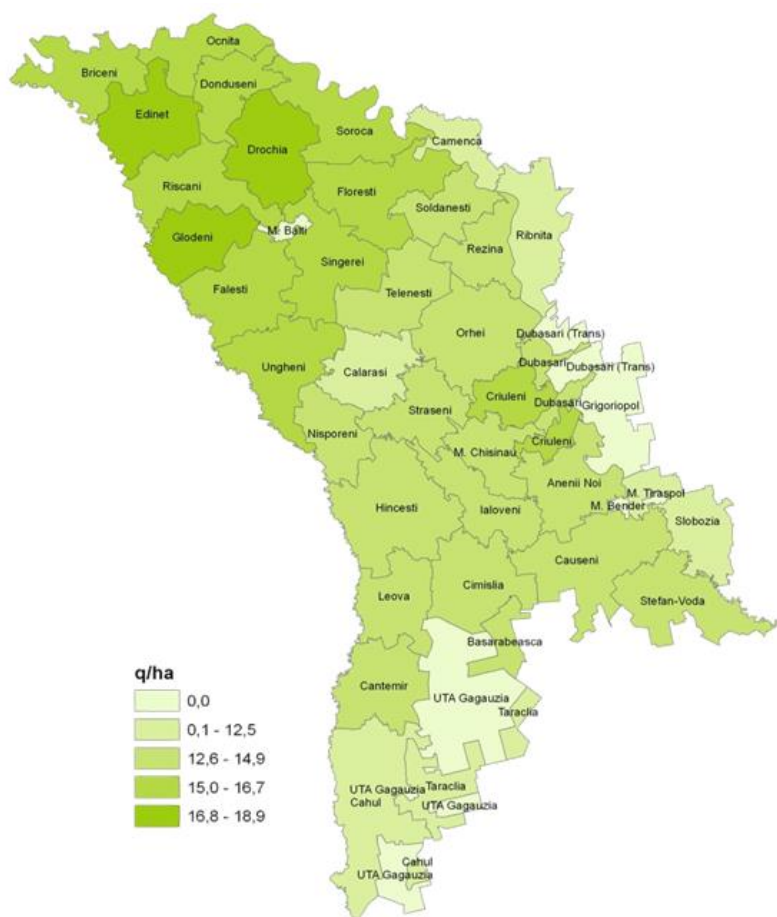 Ocnita
Briceni
Donduseni
Edinet
Soroca
Camenca
Drochia
Riscani
Floresti
Soldanesti
Glodeni
M. Balti
Ribnita
Rezina
Singerei
Falesti
Telenesti
Orhei
Dubasari (Trans)
Ungheni
Calarasi
Dubasari
Dubasari (Trans)
Criuleni
Dubasari
Grigoriopol
Straseni
Nisporeni
Criuleni
M. Chisinau
Anenii Noi
M. Tiraspol
Hincesti
Ialoveni
M. Bender
Slobozia
Causeni
Leova
Cimislia
Stefan-Voda
Basarabeasca
q/ha
Cantemir
UTA Gagauzia
0,0
Taraclia
0,1 - 12,5
12,6 - 14,9
15,0 - 16,7
UTA Gagauzia
Taraclia
Cahul
UTA Gagauzia
16,8 - 18,9
Cahul
UTA Gagauzia